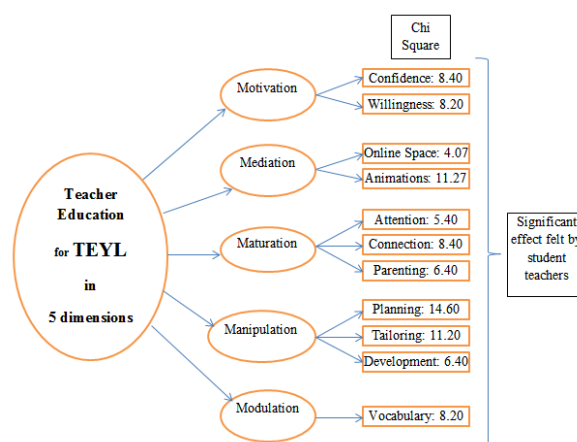 Chi
Square
Motivation
Confidence: 8.40
Willingness: 8.20
Mediation
Online Space: 4.07
Animations: 11.27
Teacher
Education
for TEYL
in
5 dimensions
Maturation
Attention: 5.40
Connection: 8.40
Parenting: 6.40
Manipulation
Planning: 14.60
Tailoring: 11.20
Development: 6.40
Modulation
Vocabulary: 8.20
Significant
effect felt by
student
teachers